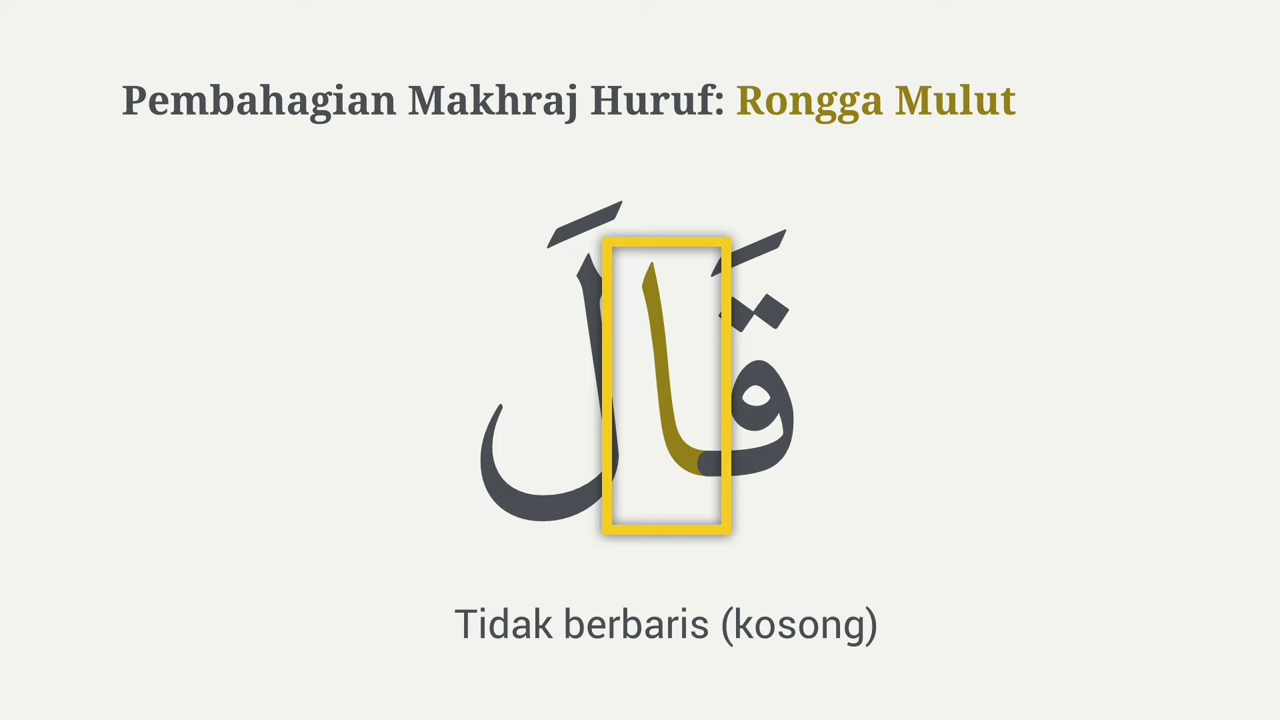 Pembahagian Makhraj Huruf: Rongga Mulut
قَالَ
Tidak berbaris (kosong)